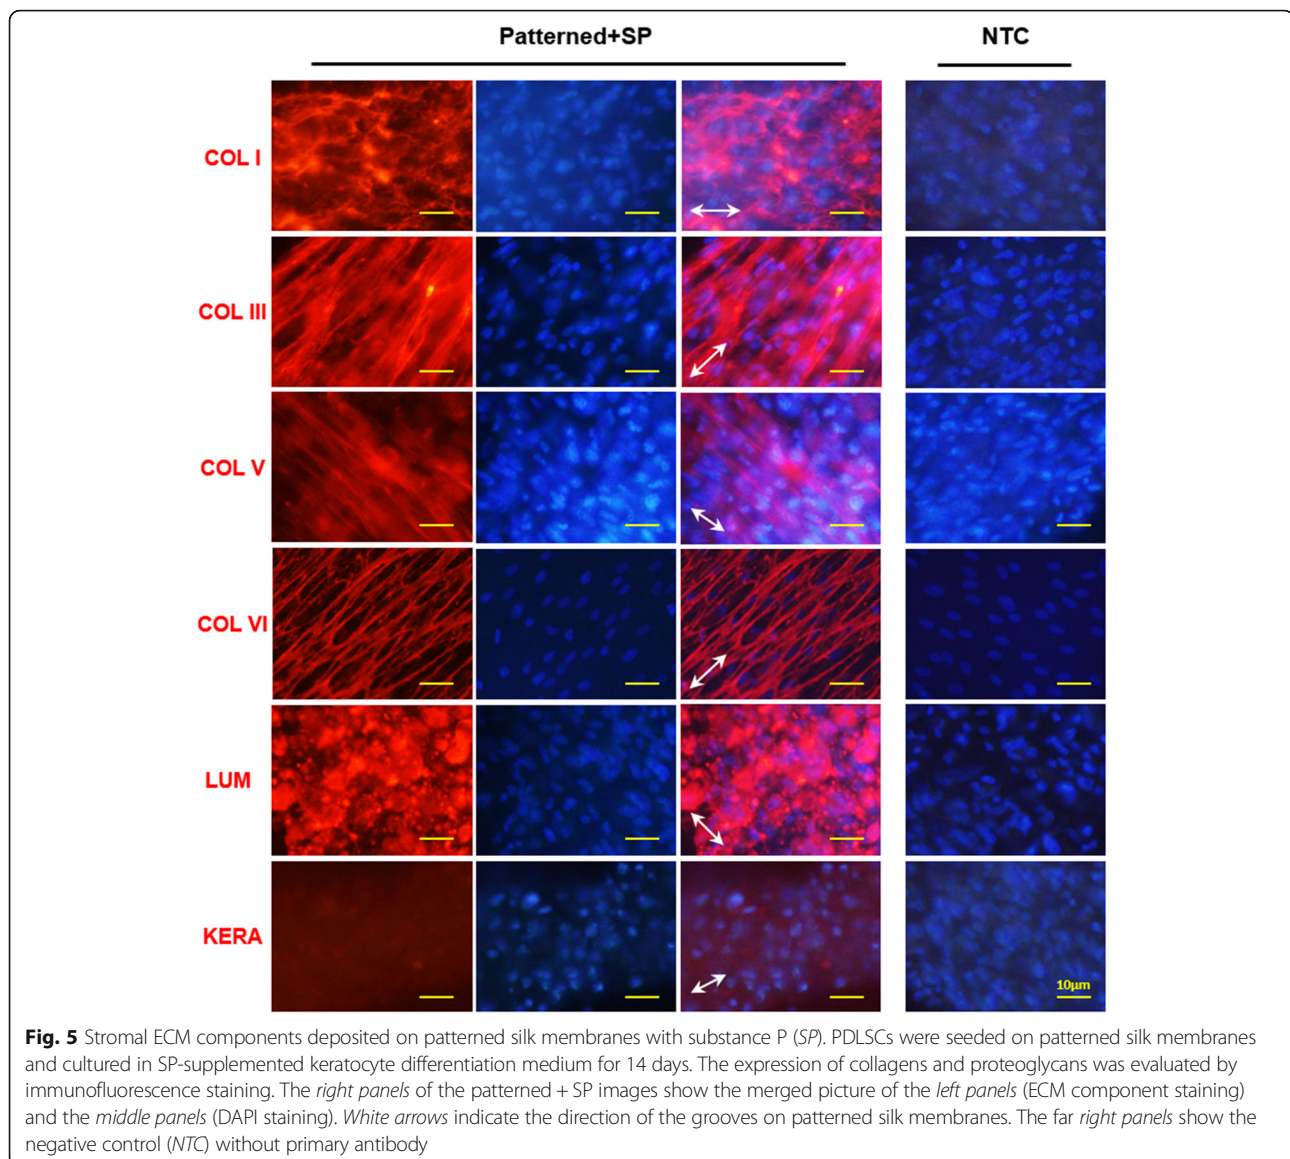 Patterned+SP
NTC
COL I
COL III
COL V
COL VI
LUM
KERA
10µm
Fig. 5 Stromal ECM components deposited on patterned silk membranes with substance P (SP). PDLSCs were seeded on patterned silk membranes
and cultured in SP-supplemented keratocyte differentiation medium for 14 days. The expression of collagens and proteoglycans was evaluated by
immunofluorescence staining. The right panels of the patterned + SP images show the merged picture of the left panels (ECM component staining)
and the middle panels (DAPI staining). White arrows indicate the direction of the grooves on patterned silk membranes. The far right panels show the
negative control (NTC) without primary antibody